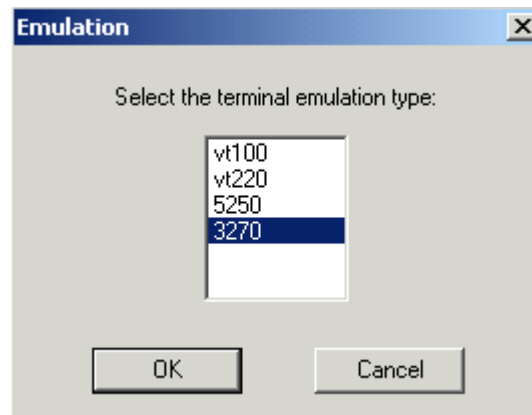 Emulation
Select the terminal emulation type:
vt100
vt220
5250
3270
OK Cancel